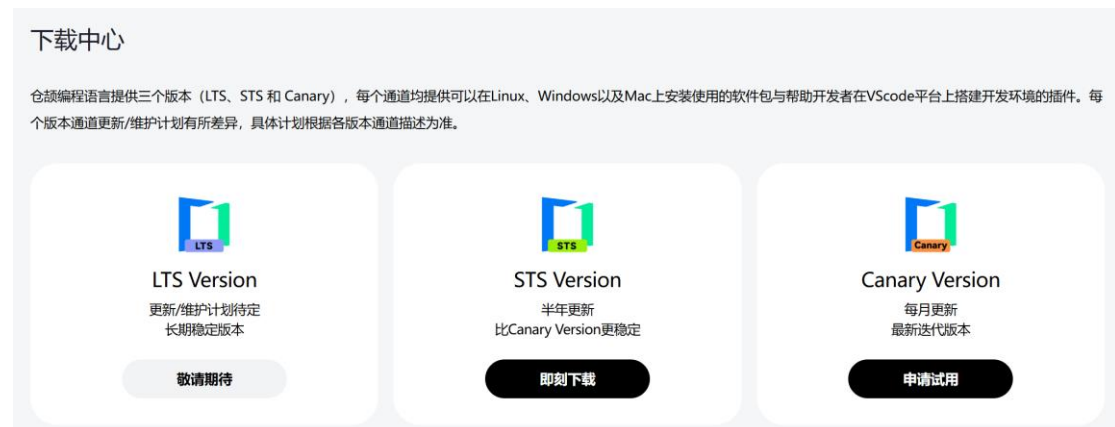 下载中心
仓颉编程语言提供三个版本（LTS、STS 和 Canary），每个通道均提供可以在Linux、Windows以及Mac上安装使用的软件包与帮助开发者在VScode平台上搭建开发环境的插件。每
个版本通道更新/维护计划有所差异，具体计划根据各版本通道描述为准。
LTS
LTS Version
更新/维护计划待定
长期稳定版本
敬请期待
STS
STS Version
半年更新
比Canary Version更稳定
即刻下载
Canary
Canary Version
每月更新
最新迭代版本
申请试用